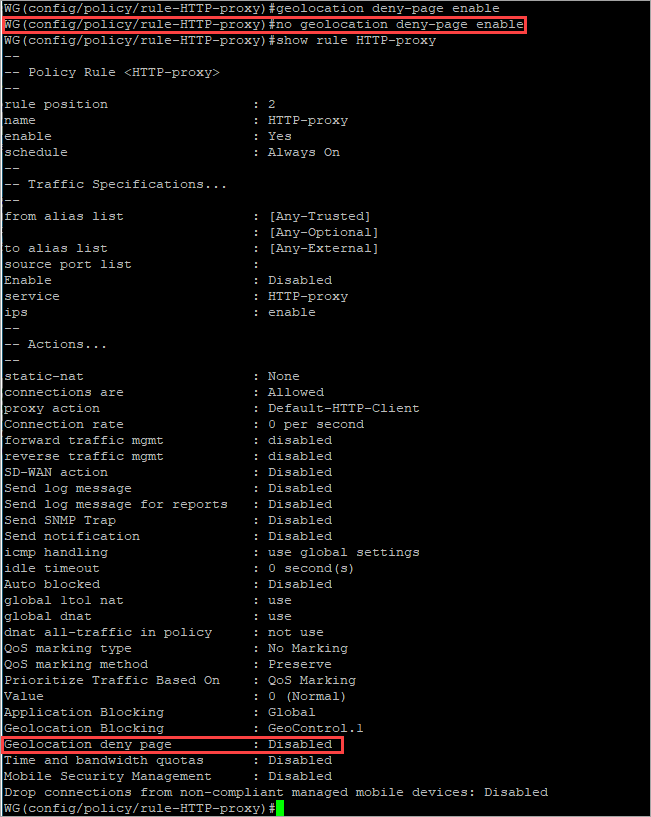 WG(config/policy/rule-HTTP-proxy)#geolocation deny-page enable
WG(config/policy/rule-HTTP-proxy)#no geolocation deny-page enable
WG(config/policy/rule-HTTP-proxy)#show rule HTTP-proxy
--
-- Policy Rule <HTTP-proxy>
--
rule position : 2
name : HTTP-proxy
enable : Yes
schedule : Always On
--
-- Traffic Specifications...
--
from alias list : [Any-Trusted]
: [Any-Optional]
to alias list : [Any-External]
source port list :
Enable : Disabled
service : HTTP-proxy
ips : enable
--
-- Actions...
--
static-nat : None
connections are : Allowed
proxy action : Default-HTTP-Client
Connection rate : 0 per second
forward traffic mgmt : disabled
reverse traffic mgmt : disabled
SD-WAN action : Disabled
Send log message : Disabled
Send log message for reports : Disabled
Send SNMP Trap : Disabled
Send notification : Disabled
icmp handling : use global settings
idle timeout : 0 second(s)
Auto blocked : Disabled
global 1to1 nat : use
global dnat : use
dnat all-traffic in policy : not use
QoS marking type : No Marking
QoS marking method : Preserve
Prioritize Traffic Based On : QoS Marking
Value : 0 (Normal)
Application Blocking : Global
Geolocation Blocking : GeoControl.1
Geolocation deny page : Disabled
Time and bandwidth quotas : Disabled
Mobile Security Management : Disabled
Drop connections from non-compliant managed mobile devices: Disabled
WG(config/policy/rule-HTTP-proxy)#